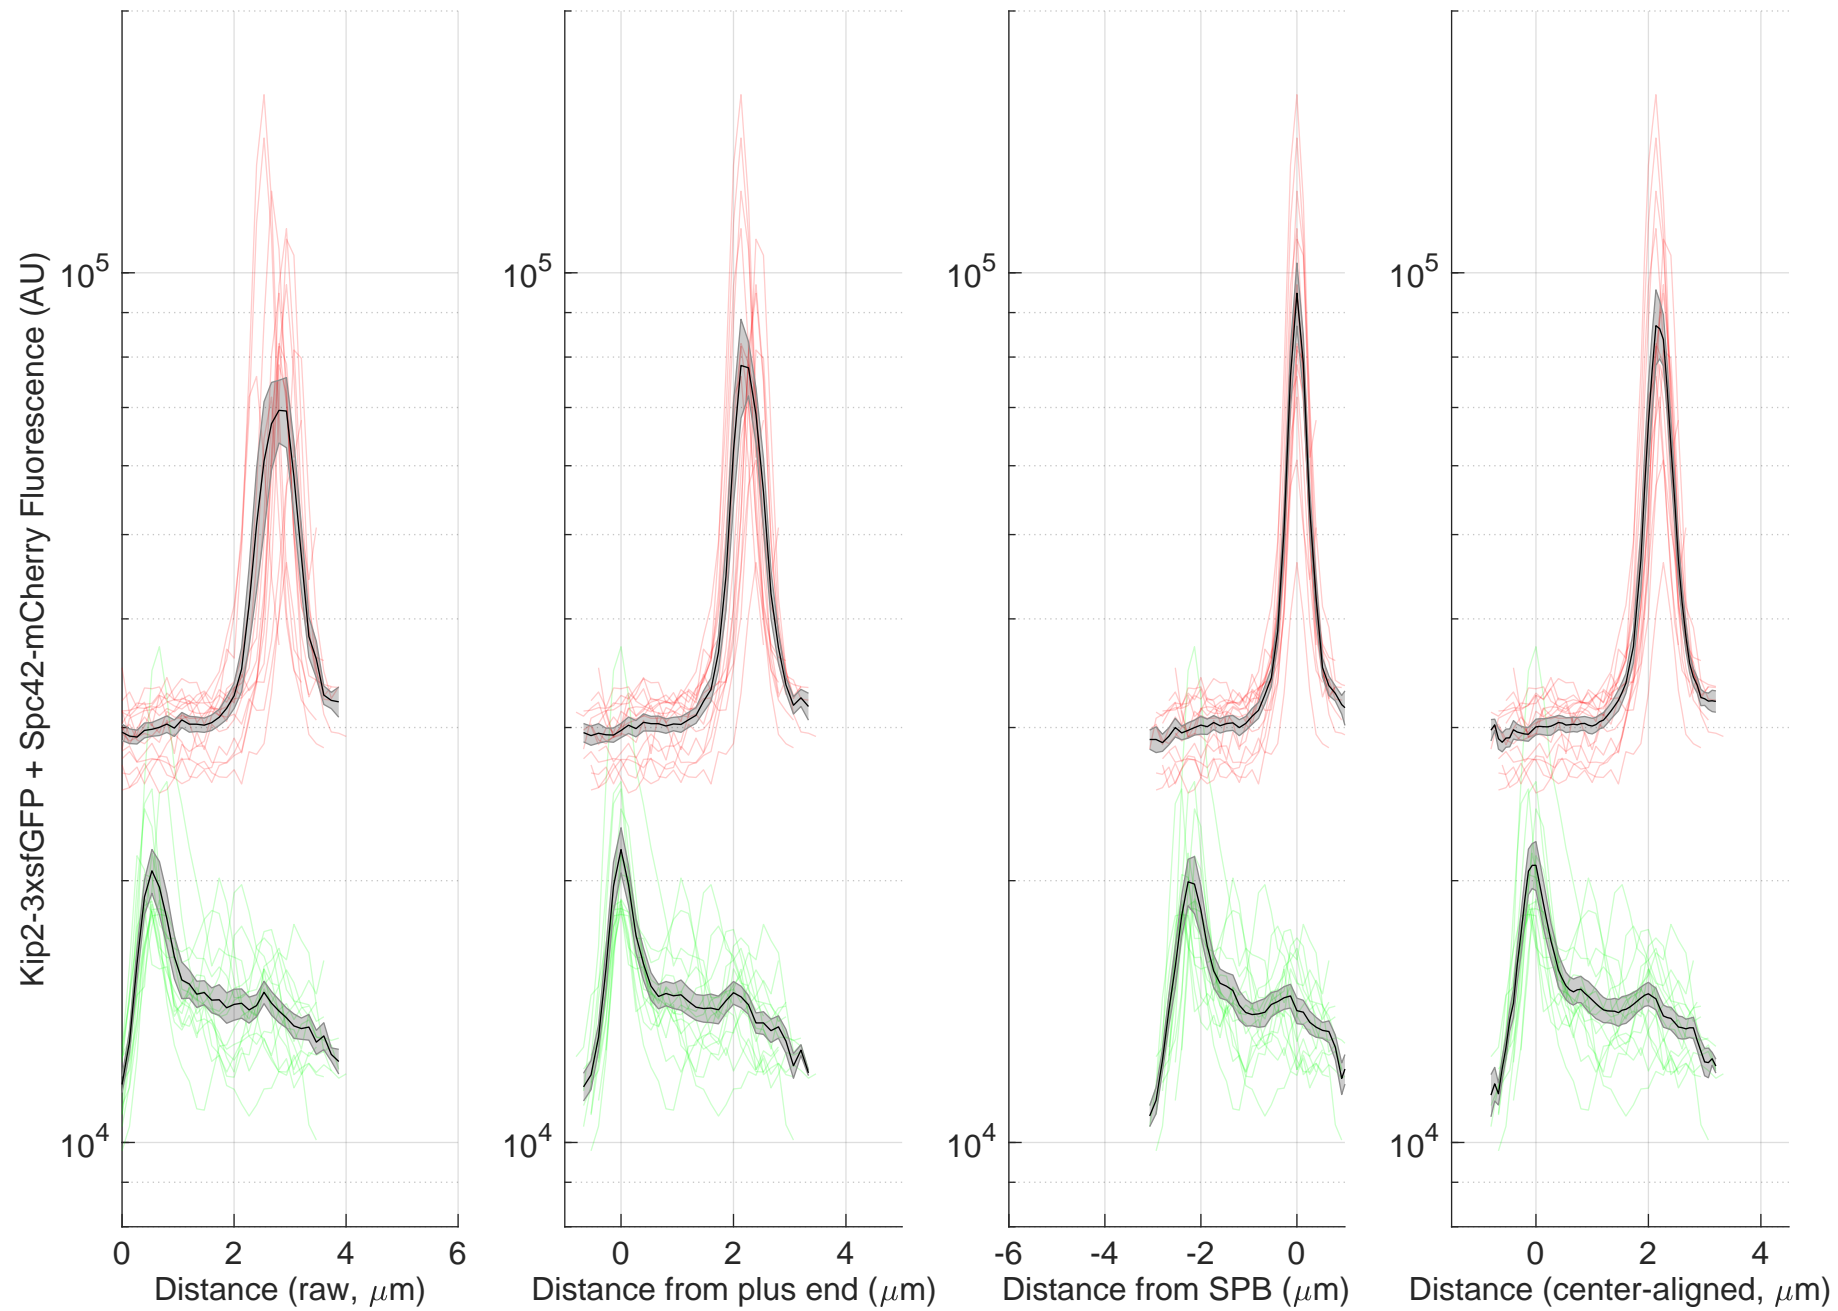 Kip2-3xsfGFP + Spc42-mCherry Fluorescence (AU)
10^5
10^4
0 2 4 6
Distance (raw, μm)
10^5
10^4
0 2 4
Distance from plus end (μm)
10^5
10^4
-6 -4 -2 0
Distance from SPB (μm)
10^5
10^4
0 2 4
Distance (center-aligned, μm)